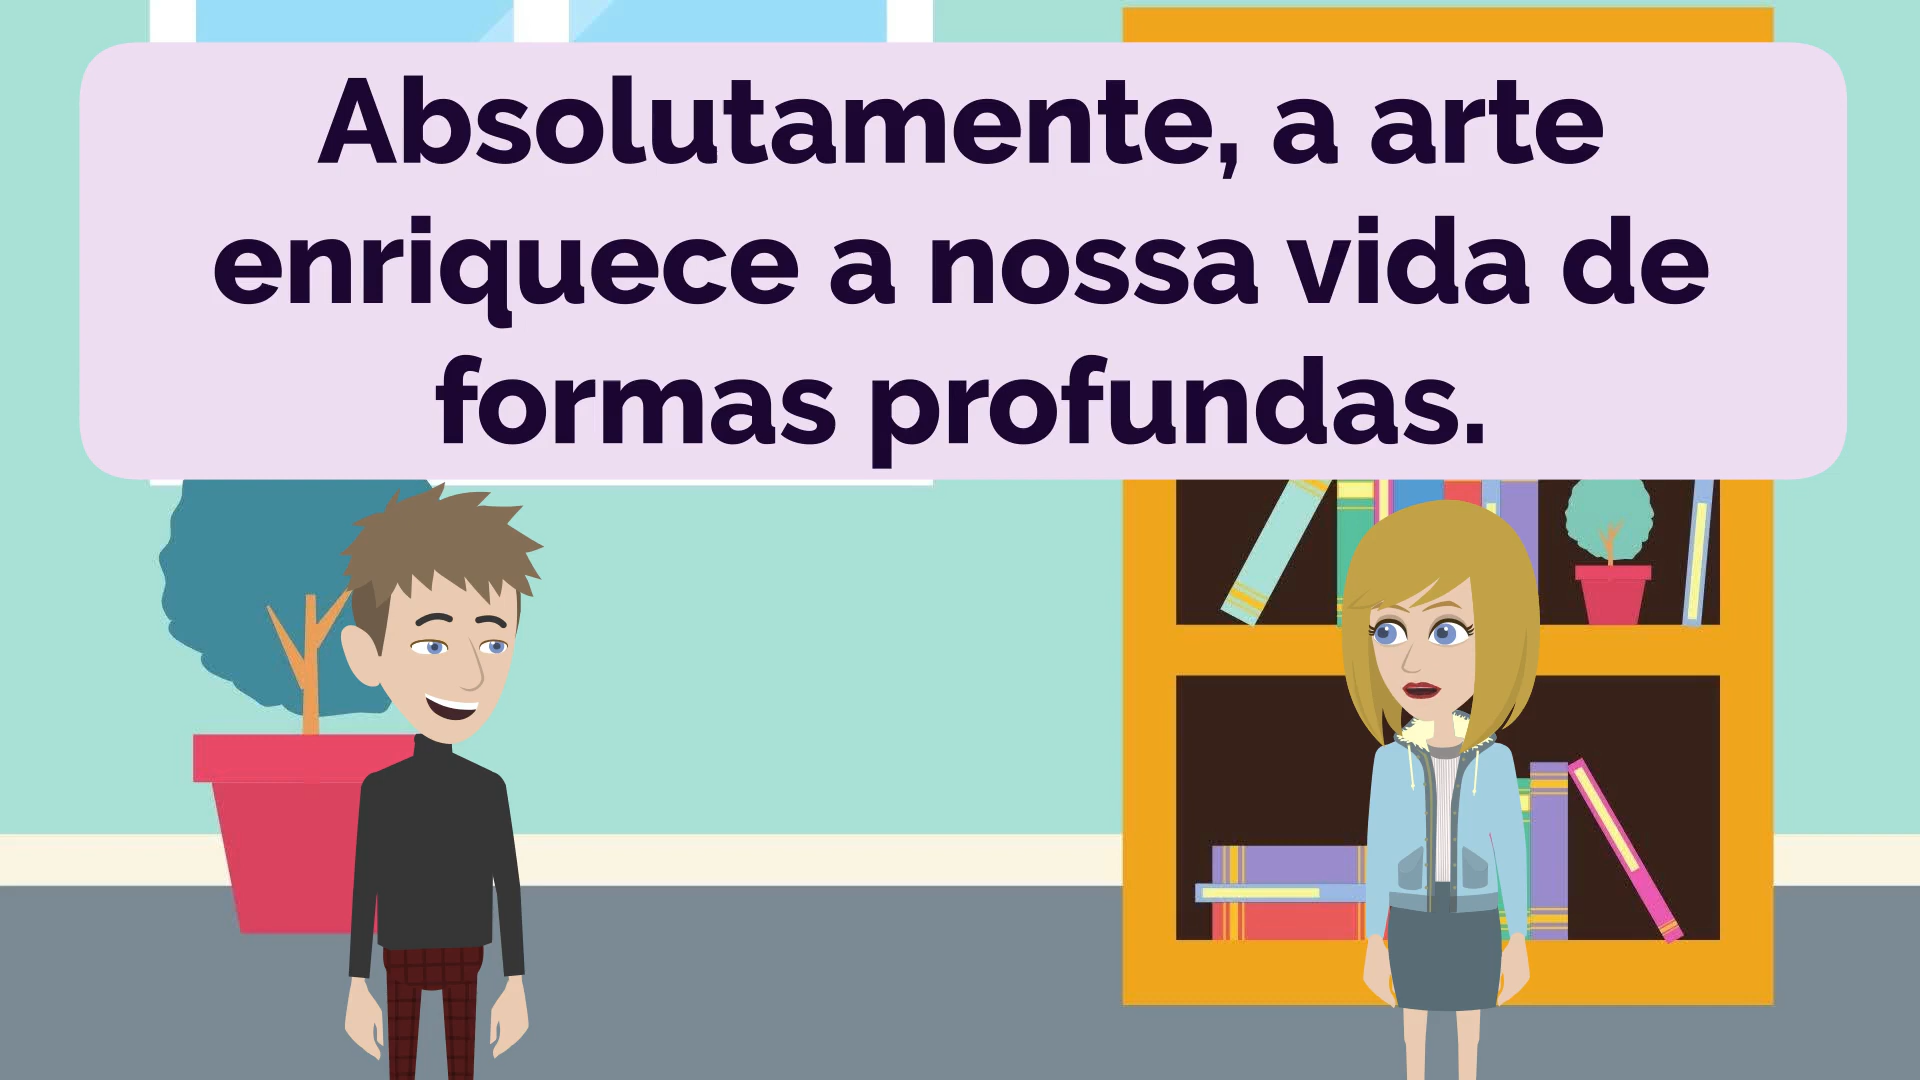 Absolutamente, a arte
enriquece a nossa vida de
formas profundas.